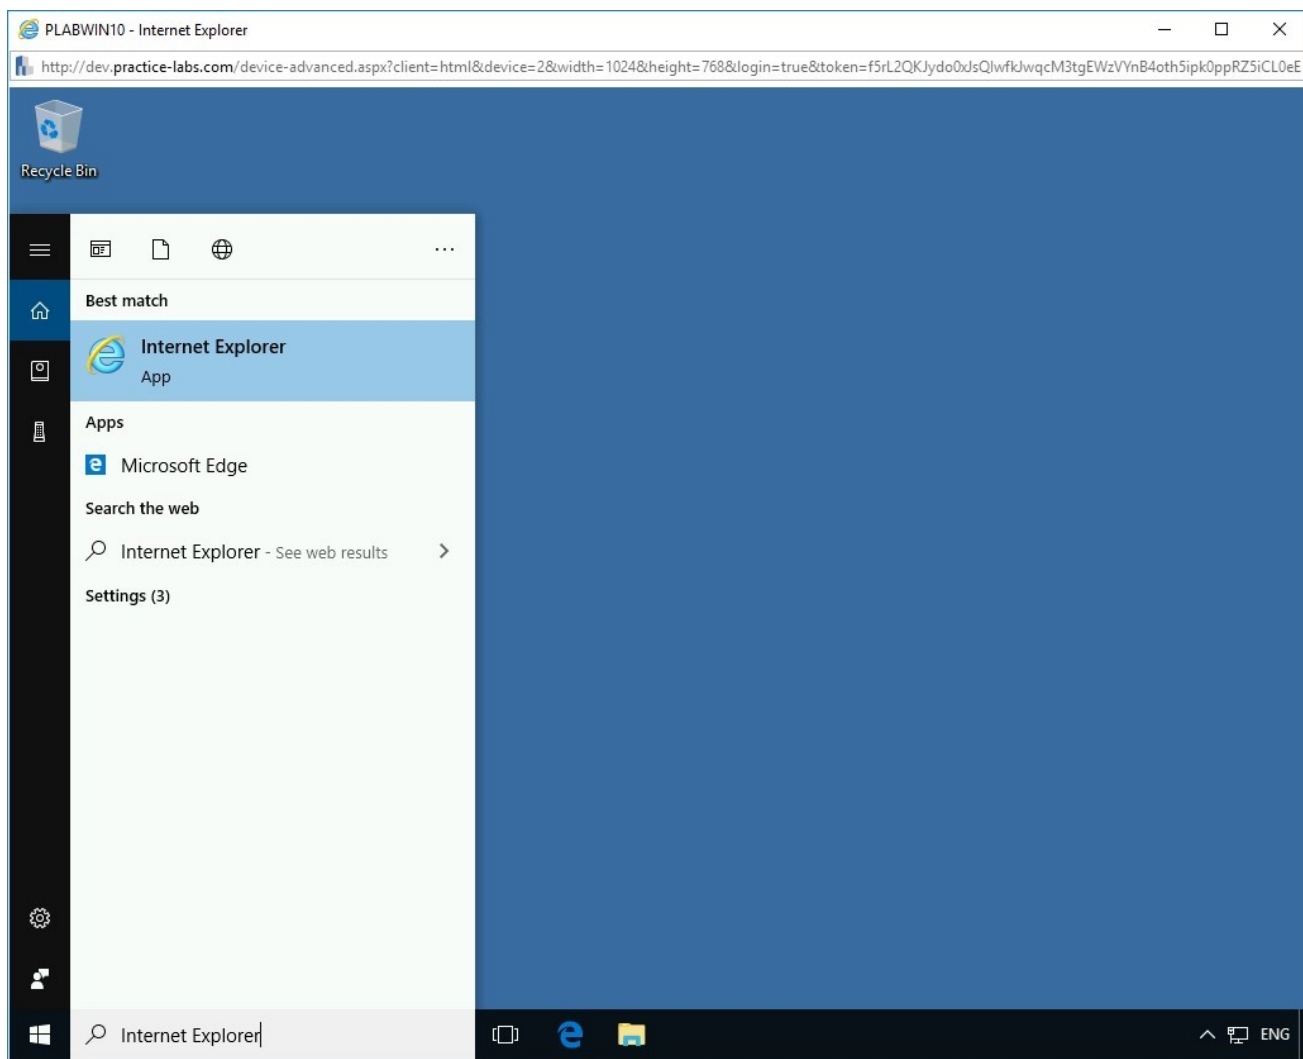 PLABWIN10 - Internet Explorer
http://dev.practice-labs.com/device-advanced.aspx?client=html&device=2&width=1024&height=768&login=true&token=f5rL2QKJydo0xJsQlwfkJwqcM3tgEWzVYnB4oth5ipk0ppRZ5iCL0eE
Recycle Bin
Best match
Internet Explorer
App
Apps
Microsoft Edge
Search the web
Internet Explorer - See web results
Settings (3)
Internet Explorer
ENG